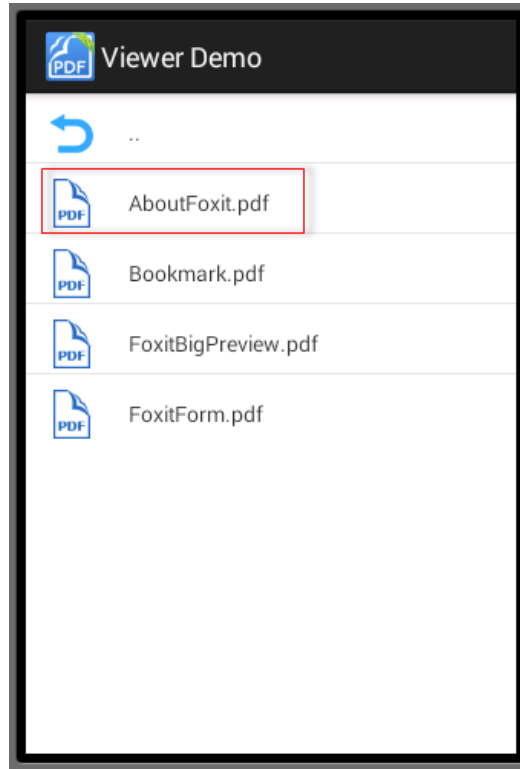 PDF Viewer Demo
..
PDF AboutFoxit.pdf
PDF Bookmark.pdf
PDF FoxitBigPreview.pdf
PDF FoxitForm.pdf